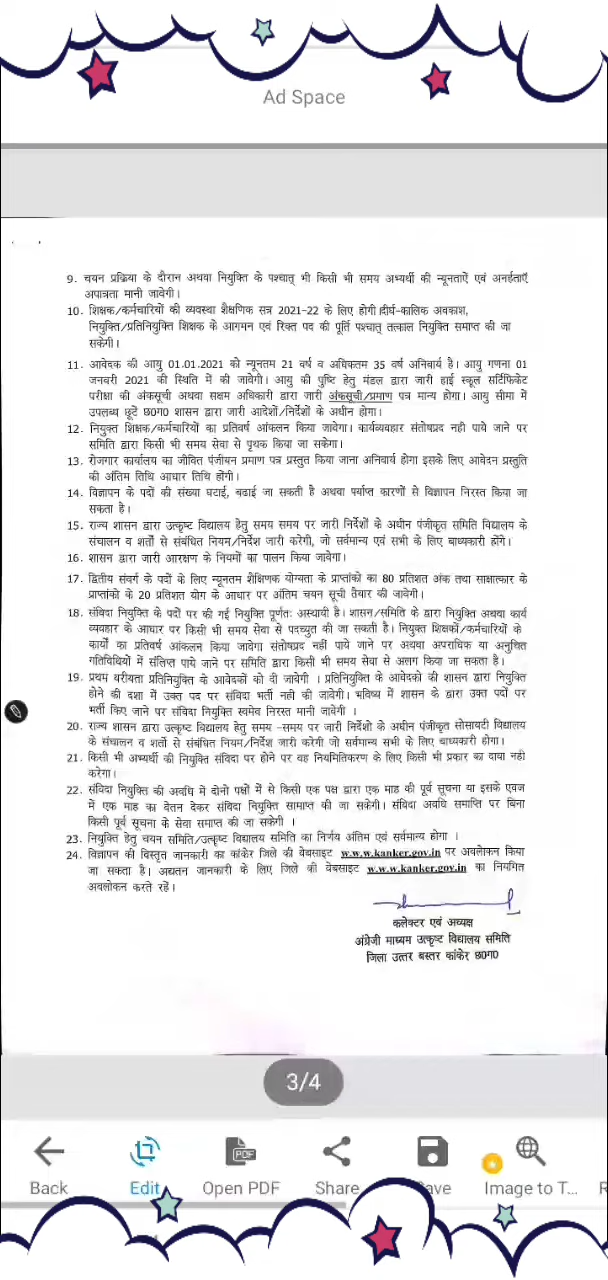 Ad Space
9. चयन प्रक्रिया के दौरान अथवा नियुक्ति के पश्चात् भी किसी भी समय अभ्यर्थी की न्यूनताऐं एवं अनर्हताऐं
अपात्रता मानी जावेगी।
10. शिक्षक/कर्मचारियों की व्यवस्था शैक्षणिक सत्र 2021-22 के लिए होगी।दीर्घ-कालिक अवकाश,
नियुक्ति/प्रतिनियुक्ति शिक्षक के आगमन एवं रिक्त पद की पूर्ति पश्चात् तत्काल नियुक्ति समाप्त की जा
सकेगी।
11. आवेदक की आयु 01.01.2021 को न्यूनतम 21 वर्ष व अधिकतम 35 वर्ष अनिवार्य है। आयु गणना 01
जनवरी 2021 की स्थिति में की जावेगी। आयु की पुष्टि हेतु मंडल द्वारा जारी हाई स्कूल सर्टिफिकेट
परीक्षा की अंकसूची अथवा सक्षम अधिकारी द्वारा जारी अंकसूची/प्रमाण पत्र मान्य होगा। आयु सीमा में
उपलब्ध छूटें छ0ग0 शासन द्वारा जारी आदेशों/निर्देशों के अधीन होगा।
12. नियुक्त शिक्षक/कर्मचारियों का प्रतिवर्ष आंकलन किया जावेगा। कार्यव्यवहार संतोषप्रद नही पाये जाने पर
समिति द्वारा किसी भी समय सेवा से पृथक किया जा सकेगा।
13. रोजगार कार्यालय का जीवित पंजीयन प्रमाण पत्र प्रस्तुत किया जाना अनिवार्य होगा इसके लिए आवेदन प्रस्तुति
की अंतिम तिथि आधार तिथि होगी।
14. विज्ञापन के पदों की संख्या घटाई, बढाई जा सकती है अथवा पर्याप्त कारणों से विज्ञापन निरस्त किया जा
सकता है।
15. राज्य शासन द्वारा उत्कृष्ट विद्यालय हेतु समय समय पर जारी निर्देशों के अधीन पंजीकृत समिति विद्यालय के
संचालन व शर्तो से संबंधित नियम/निर्देश जारी करेगी, जो सर्वमान्य एवं सभी के लिए बाध्यकारी होंगे।
16. शासन द्वारा जारी आरक्षण के नियमों का पालन किया जावेगा।
17. द्वितीय संवर्ग के पदों के लिए न्यूनतम शैक्षिणक योग्यता के प्राप्तांको का 80 प्रतिशत अंक तथा साक्षात्कार के
प्राप्तांको के 20 प्रतिशत योग के आधार पर अंतिम चयन सूची तैयार की जावेगी।
18. संविदा नियुक्ति के पदों पर की गई नियुक्ति पूर्णतः अस्थायी है। शासन/समिति के द्वारा नियुक्ति अथवा कार्य
व्यवहार के आधार पर किसी भी समय सेवा से पदच्युत की जा सकती है। नियुक्त शिक्षकों/कर्मचारियों के
कार्यों का प्रतिवर्ष आंकलन किया जावेगा संतोषप्रद नहीं पाये जाने पर अथवा अपराधिक या अनुचित
गतिविधियों में संलिप्त पाये जाने पर समिति द्वारा किसी भी समय सेवा से अलग किया जा सकता है।
19. प्रथम वरीयता प्रतिनियुक्ति के आवेदकों को दी जावेगी । प्रतिनियुक्ति के आवेदकों की शासन द्वारा नियुक्ति
होने की दशा में उक्त पद पर संविदा भर्ती नही की जावेगी। भविष्य में शासन के द्वारा उक्त पदों पर
भर्ती किए जाने पर संविदा नियुक्ति स्वमेव निरस्त मानी जावेगी ।
20. राज्य शासन द्वारा उत्कृष्ट विद्यालय हेतु समय -समय पर जारी निर्देशो के अधीन पंजीकृत सोसायटी विद्यालय
के संचालन व शर्तो से संबंधित नियम/निर्देश जारी करेगी जो सर्वमान्य सभी के लिए बाध्यकारी होगा।
21. किसी भी अभ्यर्थी की नियुक्ति संविदा पर होने पर वह नियमितिकरण के लिए किसी भी प्रकार का दावा नही
करेगा।
22. संविदा नियुक्ति की अवधि में दोनो पक्षों में से किसी एक पक्ष द्वारा एक माह की पूर्व सूचना या इसके एवज
में एक माह का वेतन देकर संविदा नियुक्ति सामाप्त की जा सकेगी। संविदा अवधि समाप्ति पर बिना
किसी पूर्व सूचना के सेवा समाप्त की जा सकेगी ।
23. नियुक्ति हेतु चयन समिति/उत्कृष्ट विद्यालय समिति का निर्णय अंतिम एवं सर्वमान्य होगा ।
24. विज्ञापन की विस्तृत जानकारी का कांकेर जिले की वेबसाइट w.w.w.kanker.gov.in पर अवलोकन किया
जा सकता है। अद्यतन जानकारी के लिए जिले की वेबसाइट w.w.w.kanker.gov.in का नियमित
अवलोकन करते रहें।
कलेक्टर एवं अध्यक्ष
अंग्रेजी माध्यम उत्कृष्ट विद्यालय समिति
जिला उत्तर बस्तर कांकेर छ0ग0
3/4
Back Edit Open PDF Share Save Image to T...